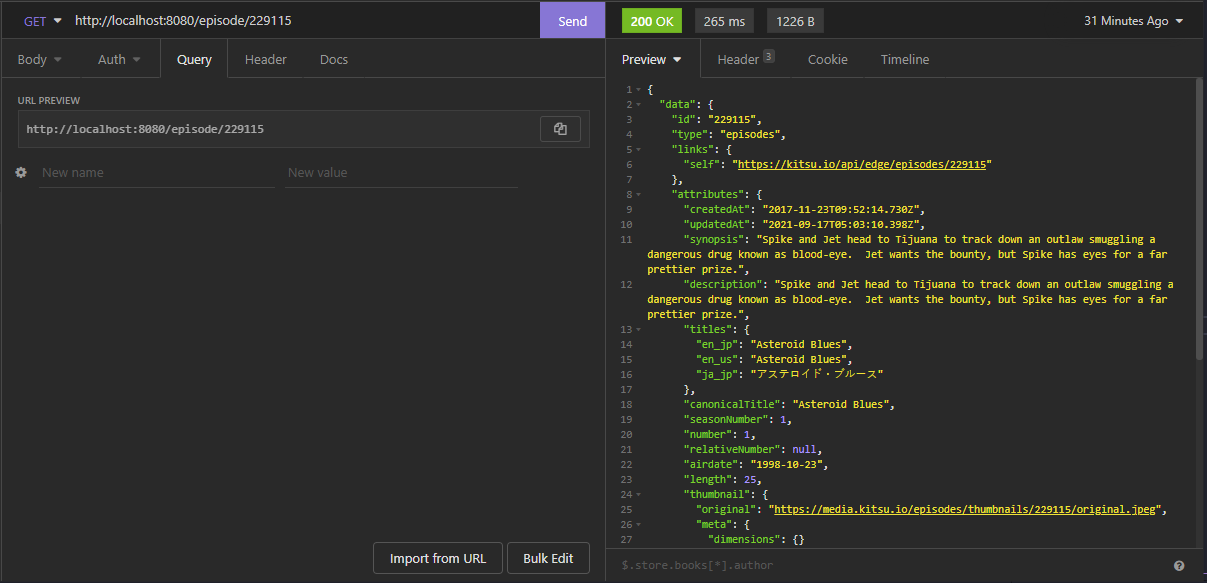 GET http://localhost:8080/episode/229115 Send
200 OK 265 ms 1226 B 31 Minutes Ago
Body Auth Query Header Docs
URL PREVIEW
http://localhost:8080/episode/229115
New name New value
Import from URL Bulk Edit
Preview Header 3 Cookie Timeline
1 {
2 "data": {
3 "id": "229115",
4 "type": "episodes",
5 "links": {
6 "self": "https://kitsu.io/api/edge/episodes/229115"
7 },
8 "attributes": {
9 "createdAt": "2017-11-23T09:52:14.730Z",
10 "updatedAt": "2021-09-17T05:03:10.398Z",
11 "synopsis": "Spike and Jet head to Tijuana to track down an outlaw smuggling a
dangerous drug known as blood-eye.  Jet wants the bounty, but Spike has eyes for a far
prettier prize.",
12 "description": "Spike and Jet head to Tijuana to track down an outlaw smuggling a
dangerous drug known as blood-eye.  Jet wants the bounty, but Spike has eyes for a far
prettier prize.",
13 "titles": {
14 "en_jp": "Asteroid Blues",
15 "en_us": "Asteroid Blues",
16 "ja_jp": "アステロイド・ブルース"
17 },
18 "canonicalTitle": "Asteroid Blues",
19 "seasonNumber": 1,
20 "number": 1,
21 "relativeNumber": null,
22 "airdate": "1998-10-23",
23 "length": 25,
24 "thumbnail": {
25 "original": "https://media.kitsu.io/episodes/thumbnails/229115/original.jpeg",
26 "meta": {
27 "dimensions": {}
$.store.books[*].author